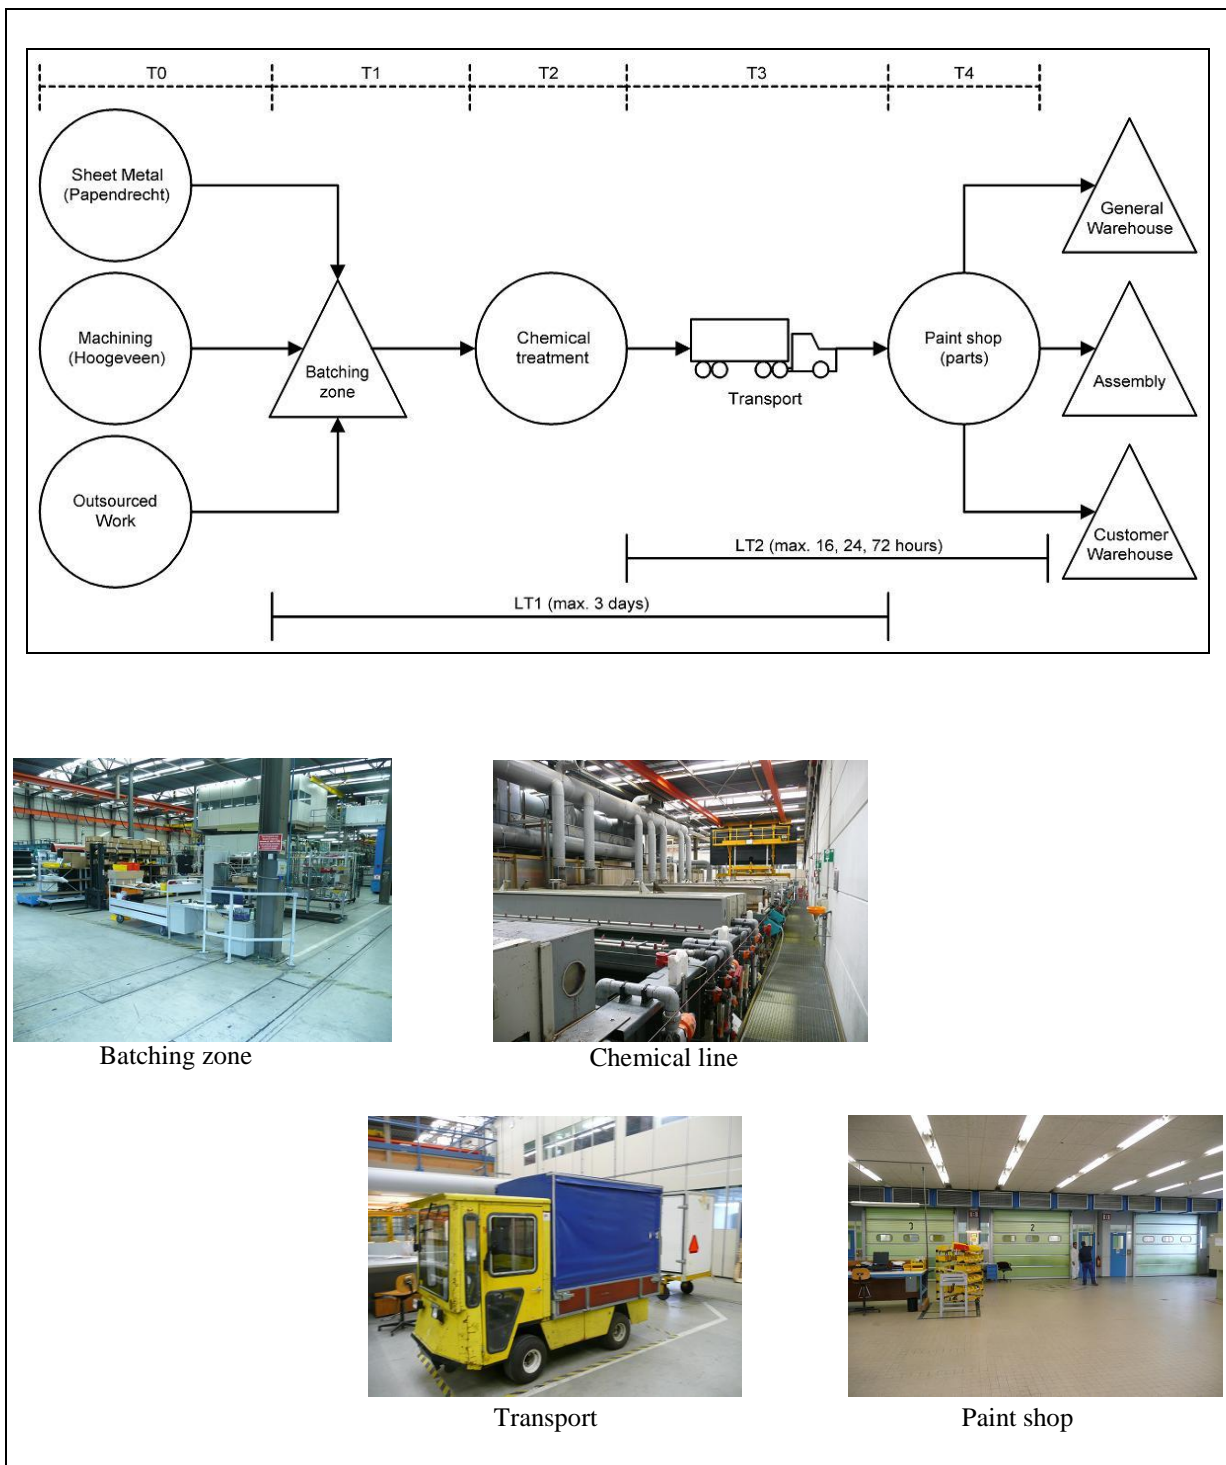 T0
T1
T2
T3
T4
Sheet Metal
(Papendrecht)
Machining
(Hoogeveen)
Outsourced
Work
Batching
zone
Chemical
treatment
Transport
Paint shop
(parts)
General
Warehouse
Assembly
Customer
Warehouse
LT2 (max. 16, 24, 72 hours)
LT1 (max. 3 days)
Batching zone
Chemical line
2
Transport
Paint shop